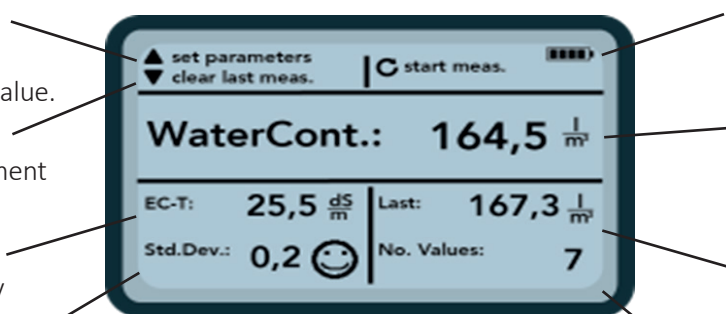 set parameters
clear last meas.
start meas.
alue.
WaterCont.: 164,5 l/m³
nent
EC-T: 25,5 dS/m
Last: 167,3 l/m³
Std.Dev.: 0,2
No. Values: 7
y